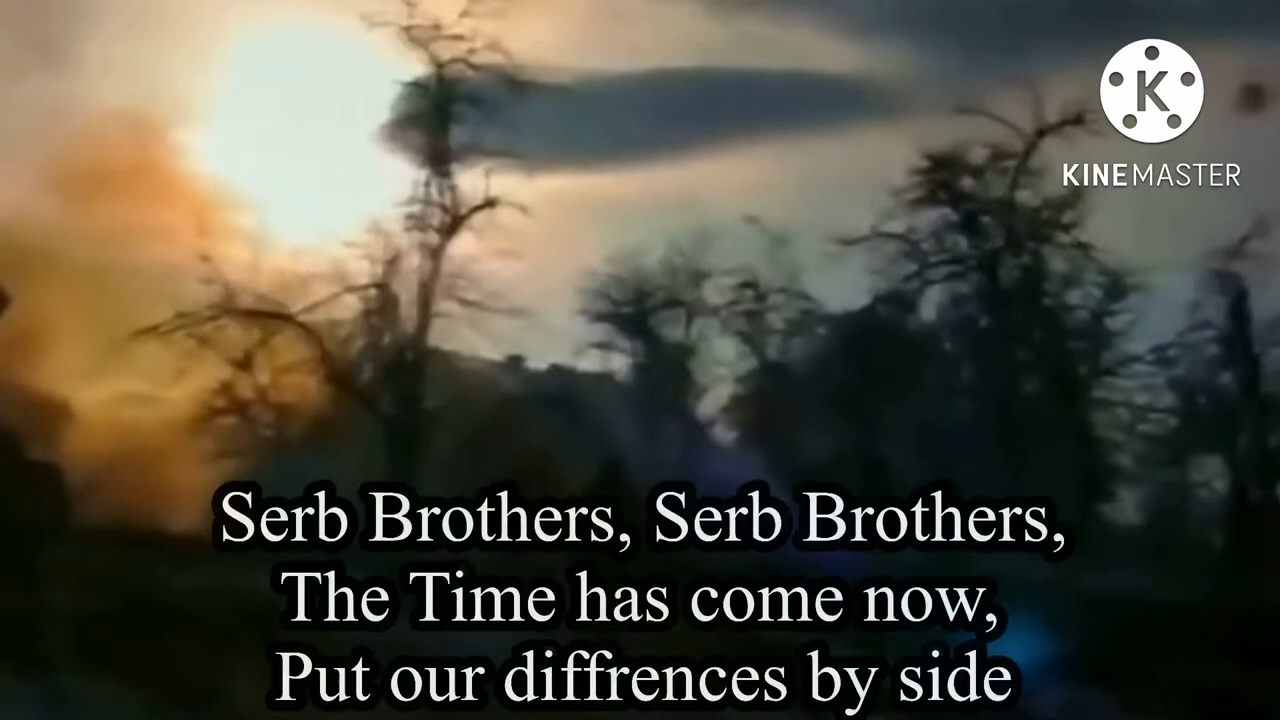 K
KINEMASTER
Serb Brothers, Serb Brothers,
The Time has come now,
Put our diffrences by side